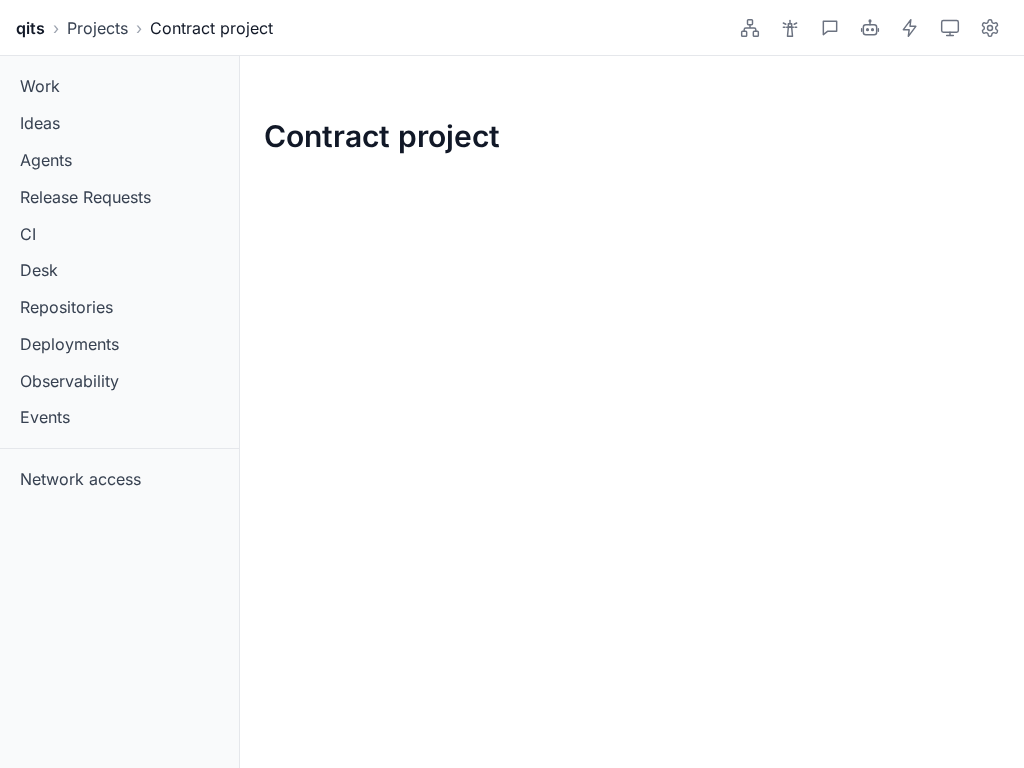 qits › Projects › Contract project
Work
Ideas
Agents
Release Requests
CI
Desk
Repositories
Deployments
Observability
Events
Network access
Contract project